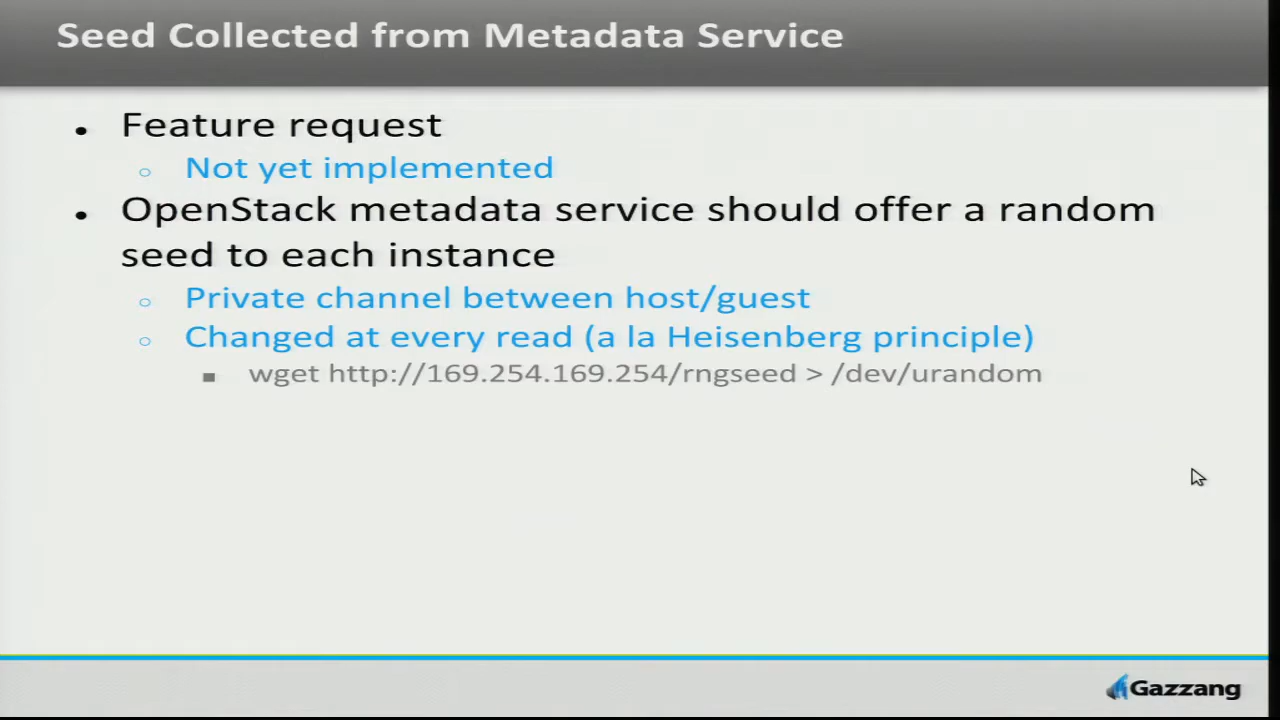 Seed Collected from Metadata Service
• Feature request
○ Not yet implemented
• OpenStack metadata service should offer a random
seed to each instance
○ Private channel between host/guest
○ Changed at every read (a la Heisenberg principle)
■ wget http://169.254.169.254/rngseed > /dev/urandom
Gazzang